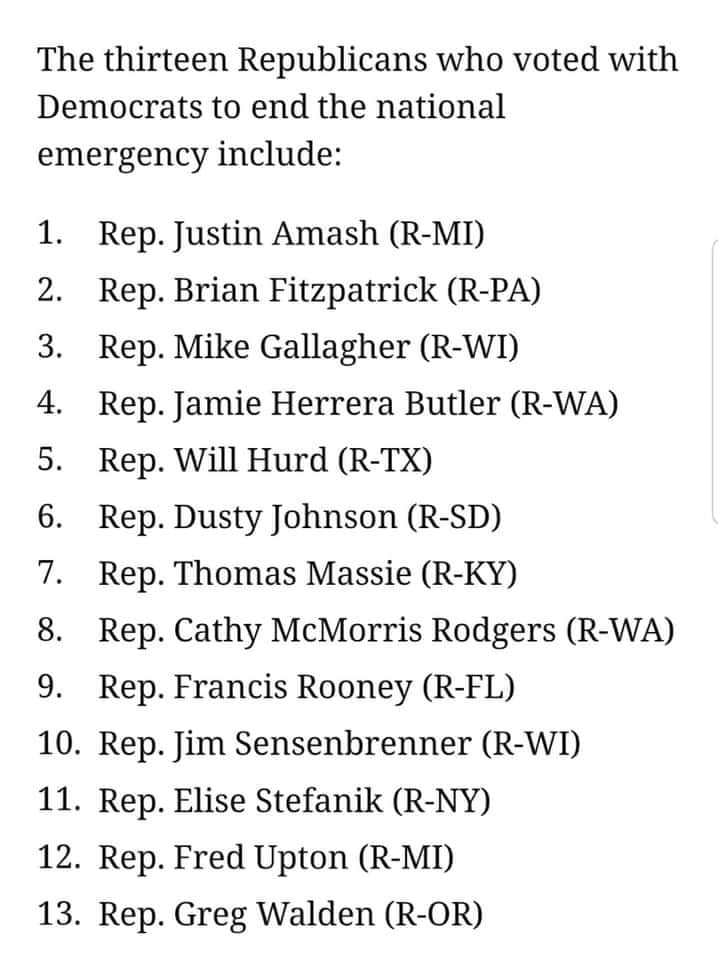 The thirteen Republicans who voted with
Democrats to end the national
emergency include:
1. Rep. Justin Amash (R-MI)
2. Rep. Brian Fitzpatrick (R-PA)
3. Rep. Mike Gallagher (R-WI)
4. Rep. Jamie Herrera Butler (R-WA)
5. Rep. Will Hurd (R-TX)
6. Rep. Dusty Johnson (R-SD)
7. Rep. Thomas Massie (R-KY)
8. Rep. Cathy McMorris Rodgers (R-WA)
9. Rep. Francis Rooney (R-FL)
10. Rep. Jim Sensenbrenner (R-WI)
11. Rep. Elise Stefanik (R-NY)
12. Rep. Fred Upton (R-MI)
13. Rep. Greg Walden (R-OR)